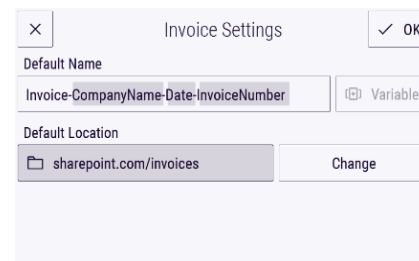 Invoice Settings
OK
Default Name
Invoice-CompanyName-Date-InvoiceNumber
Variable
Default Location
sharepoint.com/invoices
Change